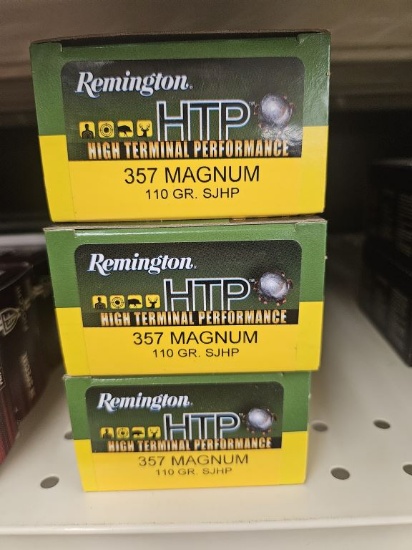 Remington.
HTP
HIGH TERMINAL PERFORMANCE
357 MAGNUM
110 GR. SJHP
Remington.
HTP
HIGH TERMINAL PERFORMANCE
357 MAGNUM
110 GR. SJHP
Remington.
HTP
HIGH TERMINAL PERFORMANCE
357 MAGNUM
110 GR. SJHP